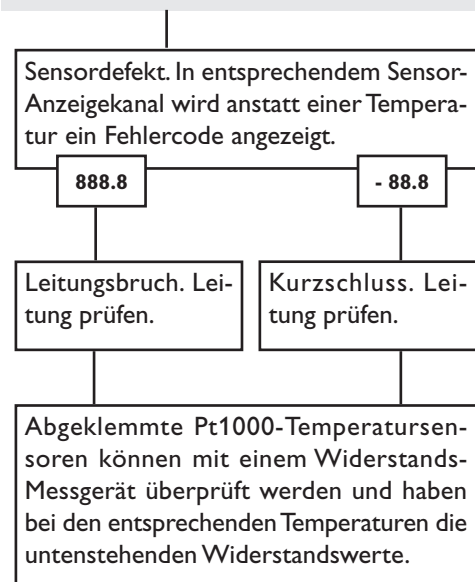 Sensordefekt. In entsprechendem Sensor-
Anzeigekanal wird anstatt einer Tempera-
tur ein Fehlercode angezeigt.
888.8
- 88.8
Leitungsbruch. Lei-
tung prüfen.
Kurzschluss. Lei-
tung prüfen.
Abgeklemmte Pt1000-Temperatursen-
soren können mit einem Widerstands-
Messgerät überprüft werden und haben
bei den entsprechenden Temperaturen die
untenstehenden Widerstandswerte.